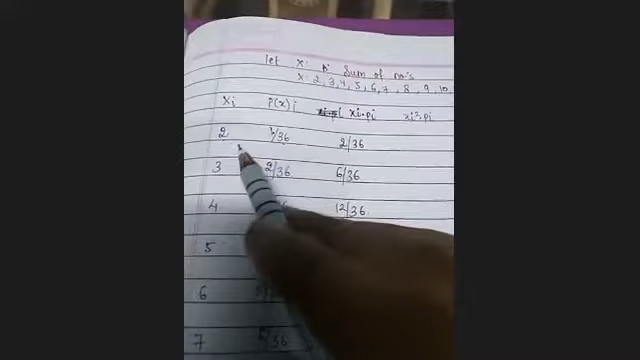 let X: Sum of no's
X: 2, 3, 4, 5, 6, 7, 8, 9, 10
Xi P(x)i xi·pi xi²·pi
2 1/36 2/36
3 2/36 6/36
4 12/36
5
6
7 /36